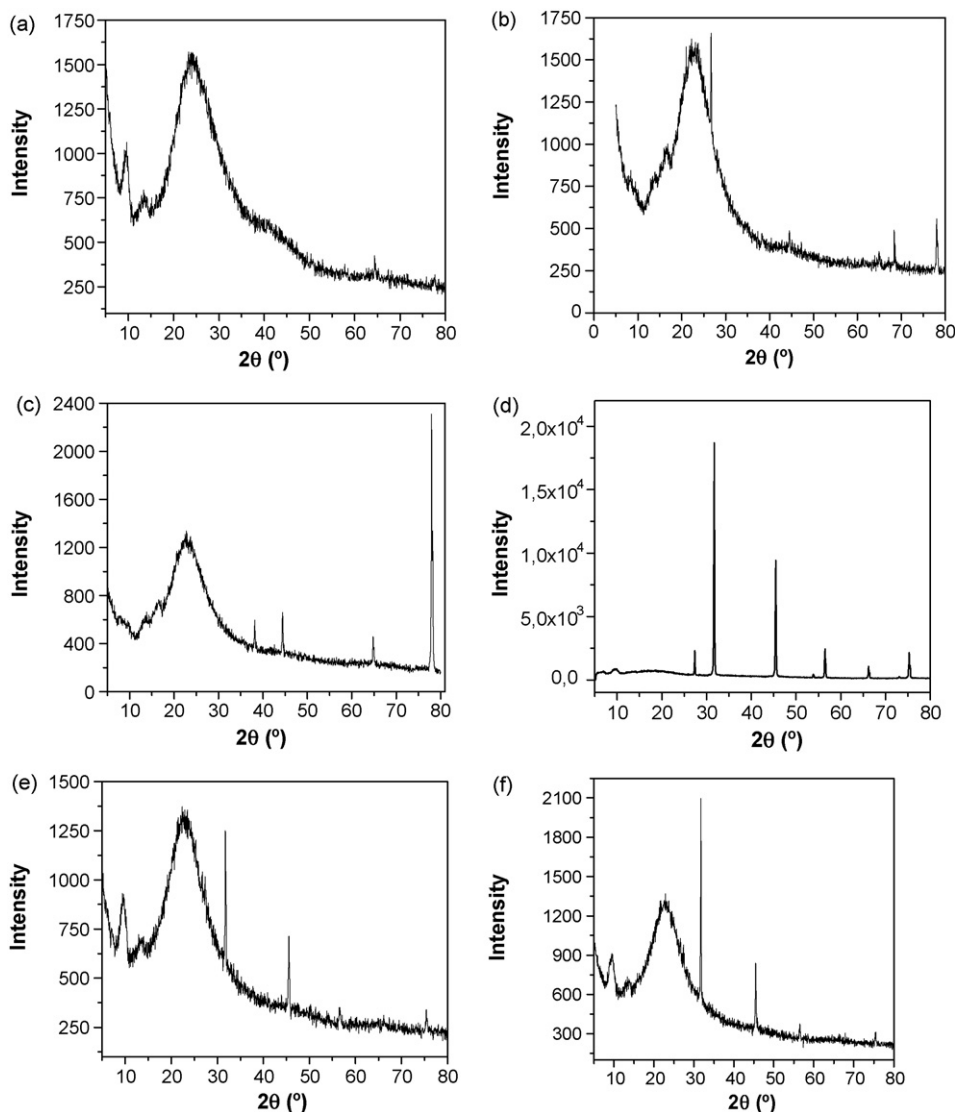 (a)
1750
1500
1250
1000
750
500
250
Intensity
10 20 30 40 50 60 70 80
2θ (º)
(b)
1750
1500
1250
1000
750
500
250
0
Intensity
0 10 20 30 40 50 60 70 80
2θ (º)
(c)
2400
2000
1600
1200
800
400
0
Intensity
10 20 30 40 50 60 70 80
2θ (º)
(d)
2,0x10⁴
1,5x10⁴
1,0x10⁴
5,0x10³
0,0
Intensity
10 20 30 40 50 60 70 80
2θ (º)
(e)
1500
1250
1000
750
500
250
Intensity
10 20 30 40 50 60 70 80
2θ (º)
(f)
2100
1800
1500
1200
900
600
300
Intensity
10 20 30 40 50 60 70 80
2θ (º)